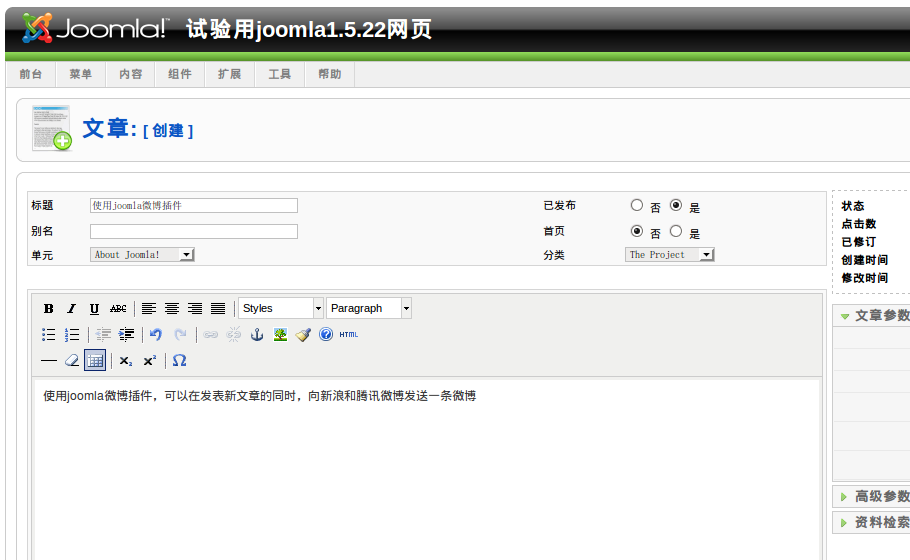 Joomla! 试验用joomla1.5.22网页
前台 菜单 内容 组件 扩展 工具 帮助
文章: [ 创建 ]
标题 使用joomla微博插件 已发布 否 是
别名 首页 否 是
单元 About Joomla! 分类 The Project
状态
点击数
已修订
创建时间
修改时间
B I U ABC Styles Paragraph
HTML
文章参数
使用joomla微博插件，可以在发表新文章的同时，向新浪和腾讯微博发送一条微博
高级参数
资料检索